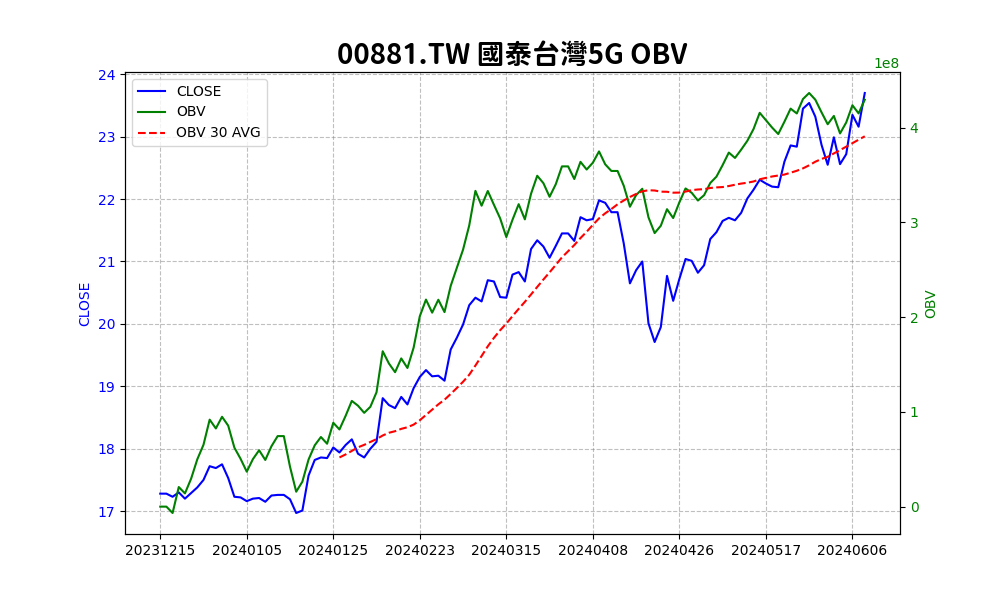 00881.TW 國泰台灣5G OBV
1e8
CLOSE
OBV
OBV 30 AVG
24
23
22
21
20
19
18
17
CLOSE
4
3
2
1
0
OBV
20231215 20240105 20240125 20240223 20240315 20240408 20240426 20240517 20240606